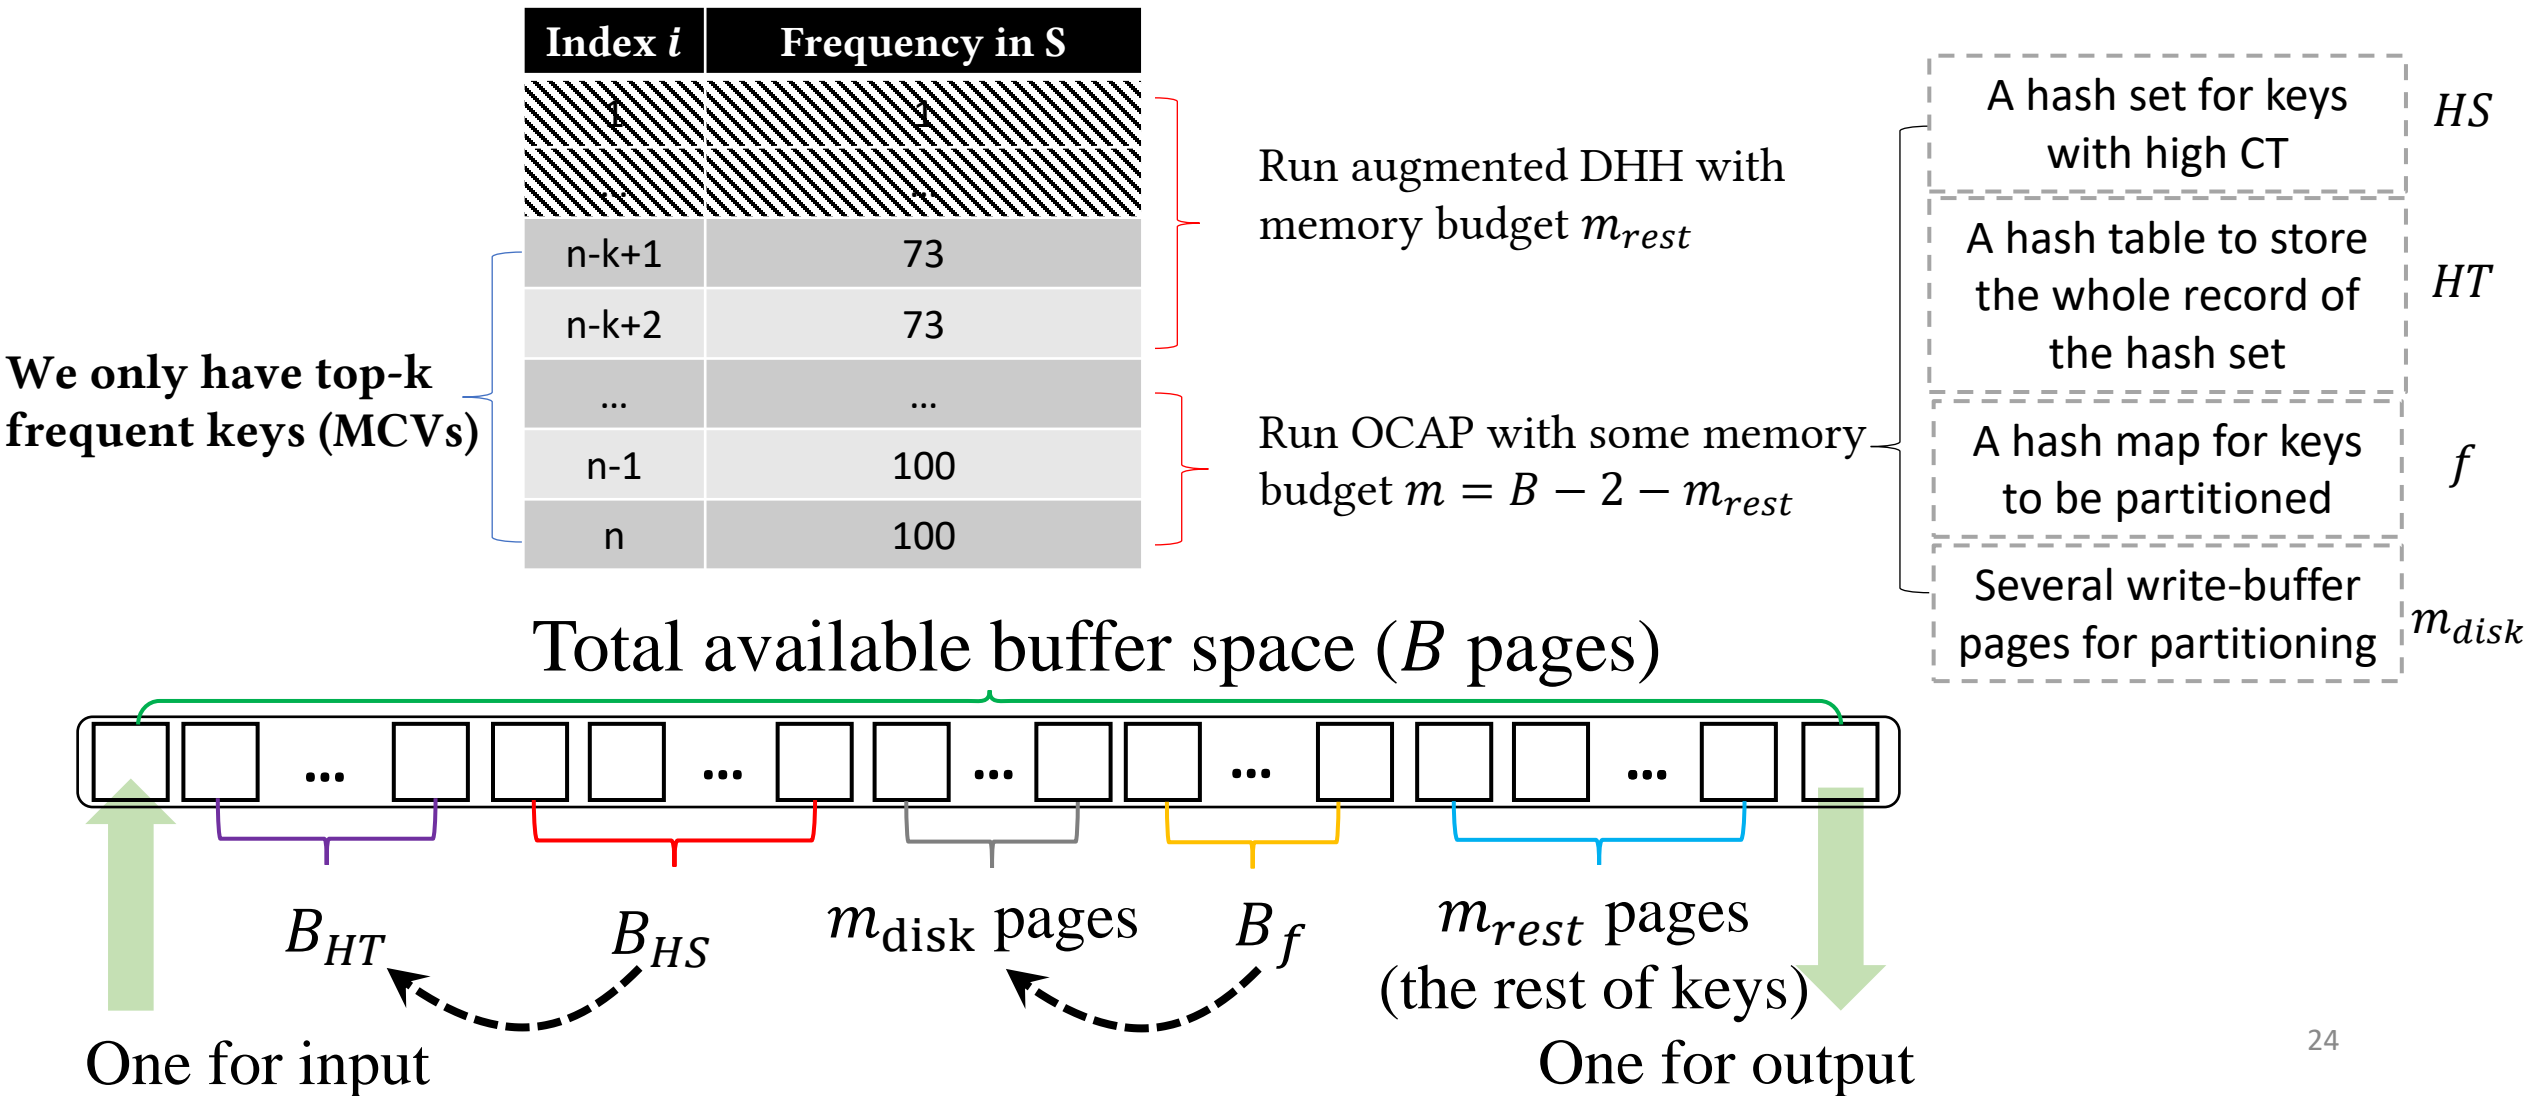 Index i Frequency in S
1 1
... ...
n-k+1 73
n-k+2 73
... ...
n-1 100
n 100
We only have top-k
frequent keys (MCVs)
Run augmented DHH with
memory budget m_rest
Run OCAP with some memory
budget m = B − 2 − m_rest
A hash set for keys
with high CT
HS
A hash table to store
the whole record of
the hash set
HT
A hash map for keys
to be partitioned
f
Several write-buffer
pages for partitioning
m_disk
Total available buffer space (B pages)
... ... ... ... ...
B_HT B_HS m_disk pages B_f m_rest pages
(the rest of keys)
One for input One for output
24